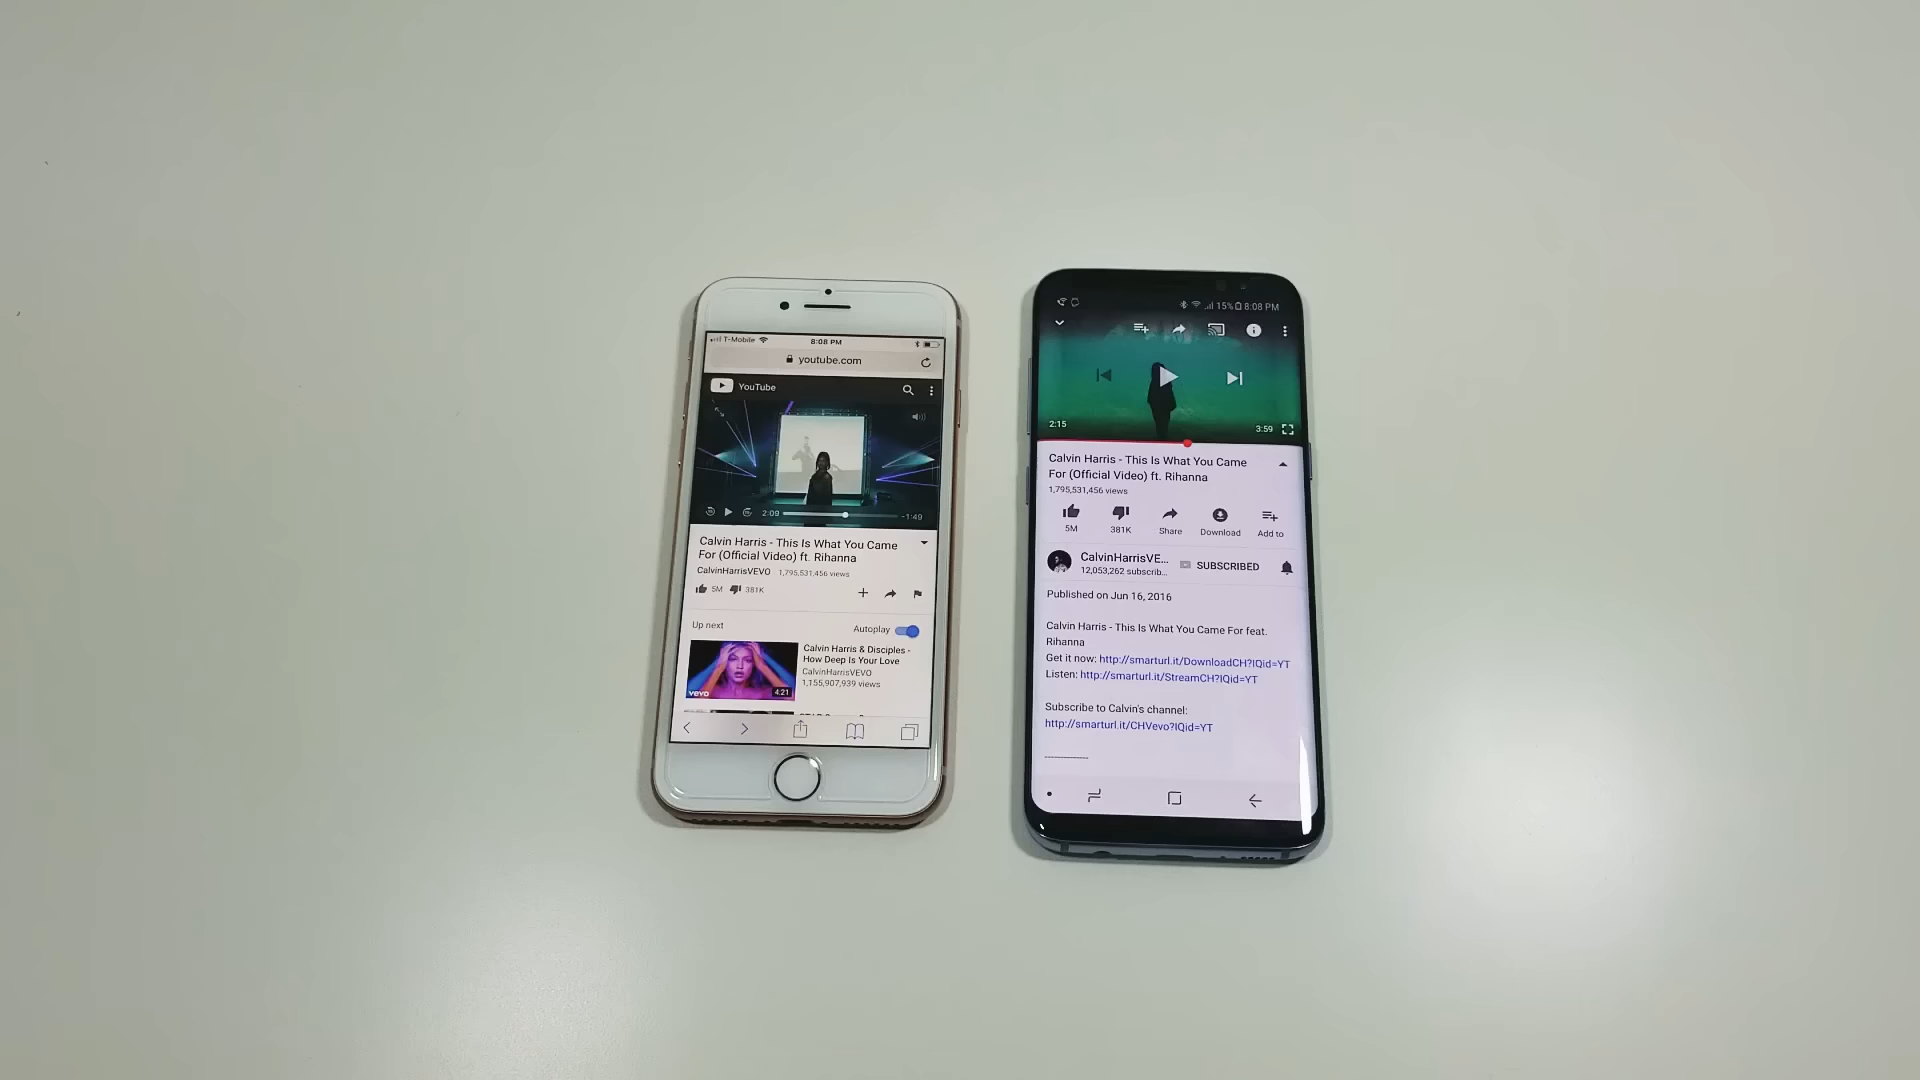 T-Mobile
8:08 PM
youtube.com
YouTube
2:09
-1:49
Calvin Harris - This Is What You Came
For (Official Video) ft. Rihanna
CalvinHarrisVEVO 1,795,531,456 views
5M 381K
Up next
Autoplay
Calvin Harris & Disciples -
How Deep Is Your Love
CalvinHarrisVEVO
1,155,907,939 views
vevo
4:21
15% 8:08 PM
2:15
3:59
Calvin Harris - This Is What You Came
For (Official Video) ft. Rihanna
1,795,531,456 views
5M 381K Share Download Add to
CalvinHarrisVE...
12,053,262 subscrib...
SUBSCRIBED
Published on Jun 16, 2016
Calvin Harris - This Is What You Came For feat.
Rihanna
Get it now: http://smarturl.it/DownloadCH?IQid=YT
Listen: http://smarturl.it/StreamCH?IQid=YT
Subscribe to Calvin's channel:
http://smarturl.it/CHVevo?IQid=YT
---------------